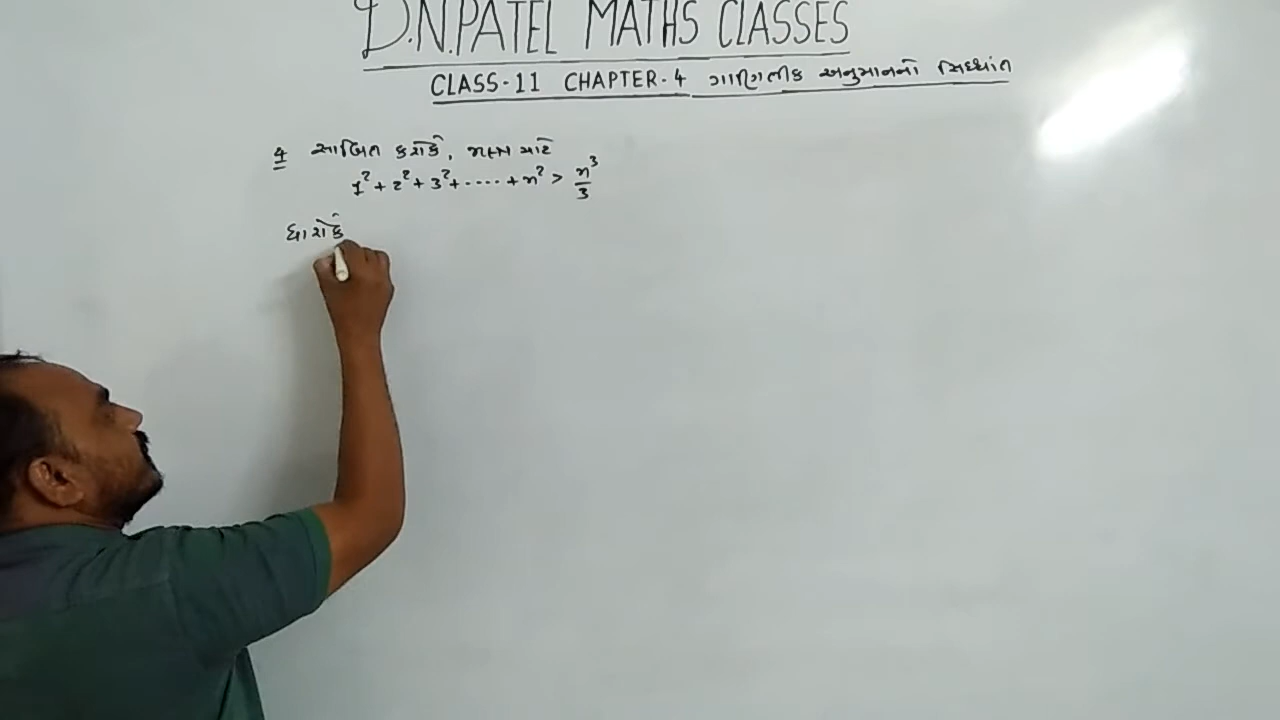 D.N.PATEL MATHS CLASSES
CLASS-11 CHAPTER-4 ગાણિતીક અનુમાનનો સિધ્ધાંત
4 સાબિત કરોકે, n∈N માટે
1² + 2² + 3² + ..... + n² > n³/3
ધારોકે